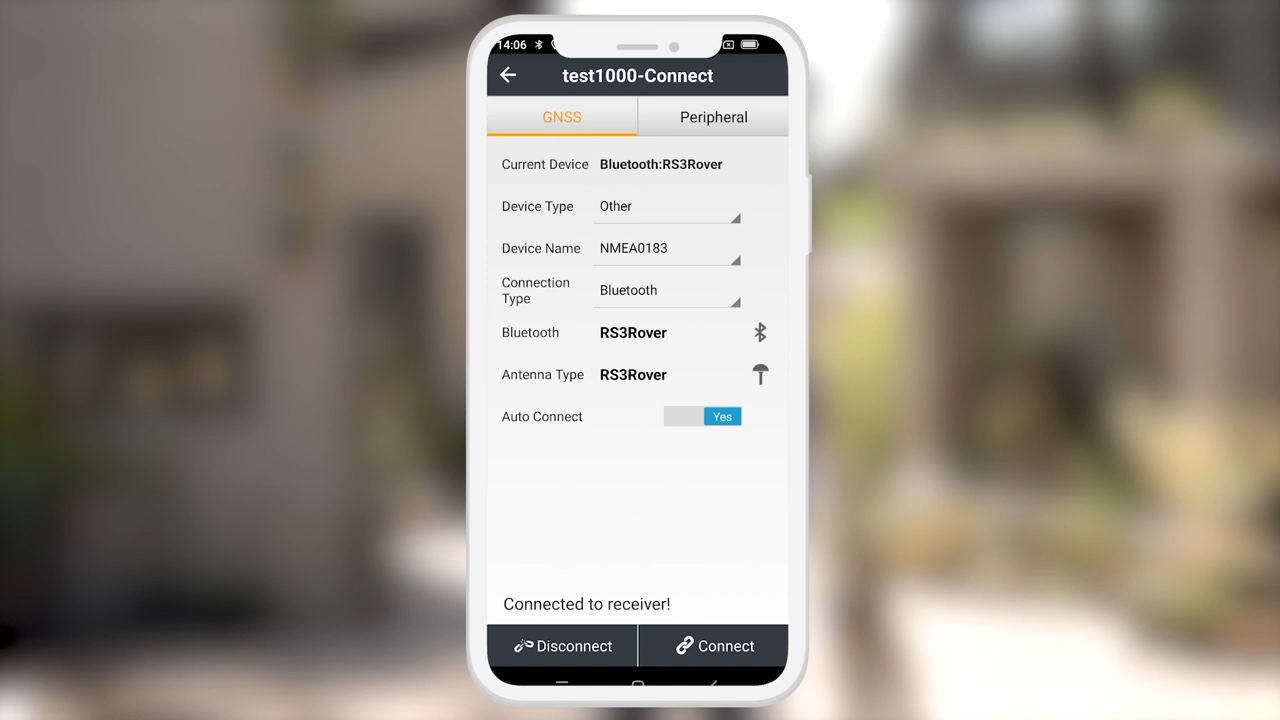 14:06
test1000-Connect
GNSS
Peripheral
Current Device Bluetooth:RS3Rover
Device Type Other
Device Name NMEA0183
Connection
Type
Bluetooth
Bluetooth RS3Rover
Antenna Type RS3Rover
Auto Connect Yes
Connected to receiver!
Disconnect
Connect